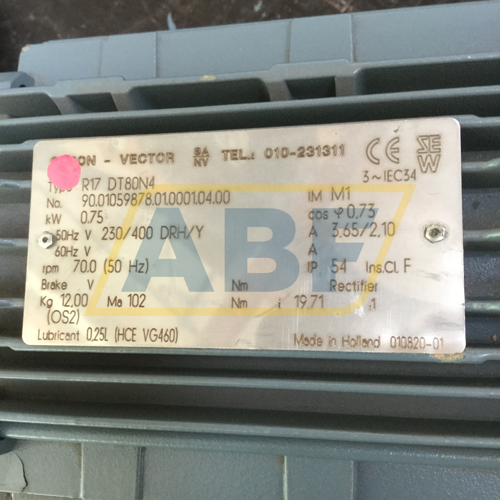 - VECTOR SA NV TEL.: 010-231311 CE SEW
R17 DT80N4 3~IEC34
No. 90.01059878.01.0001.04.00 IM M1
kW 0.75 cos φ 0,73
50Hz V 230/400 DRH/Y A 3,65/2,10
60Hz V A
rpm 70.0 (50 Hz) IP 54 Ins.Cl. F
Brake V Nm Rectifier
Kg 12,00 Ma 102 Nm i 19,71 :1
(OS2)
Lubricant 0,25L (HCE VG460) Made in Holland 010820-01
ABF